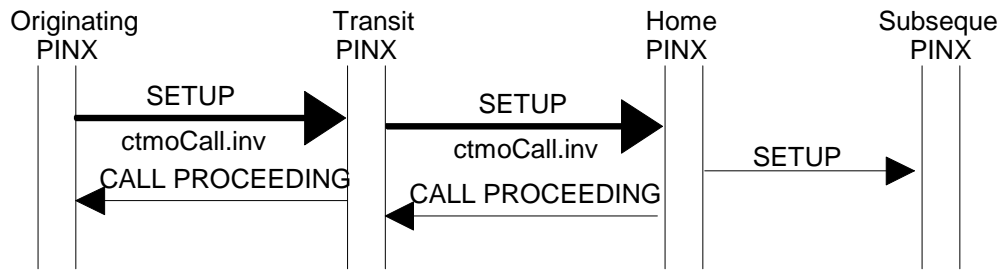 Originating
PINX
Transit
PINX
Home
PINX
Subseque
PINX
SETUP
ctmoCall.inv
CALL PROCEEDING
SETUP
ctmoCall.inv
CALL PROCEEDING
SETUP